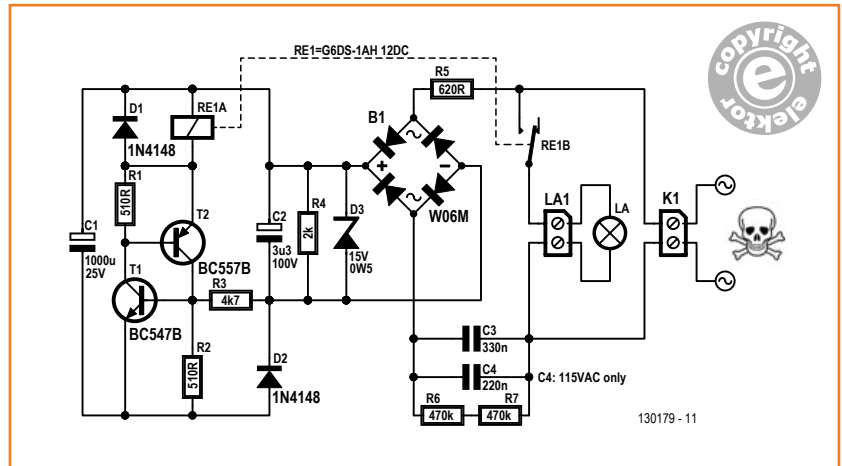 RE1=G6DS-1AH 12DC
copyright
e
elektor
R5
620R
D1
RE1A
B1
1N4148
RE1B
R1
510R
T2
R4
2k
D3
LA1
LA
K1
C1
1000u
25V
C2
3u3
100V
W06M
15V
0W5
T1
BC557B
R3
4k7
BC547B
C3
330n
R2
510R
D2
C4
220n
C4: 115VAC only
1N4148
R6
470k
R7
470k
130179 - 11